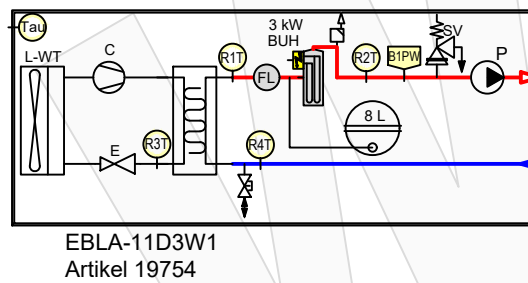 Tau
3 kW
BUH
SV
L-WT
C
R1T
FL
R2T
B1PW
P
8 L
E
R3T
R4T
EBLA-11D3W1
Artikel 19754